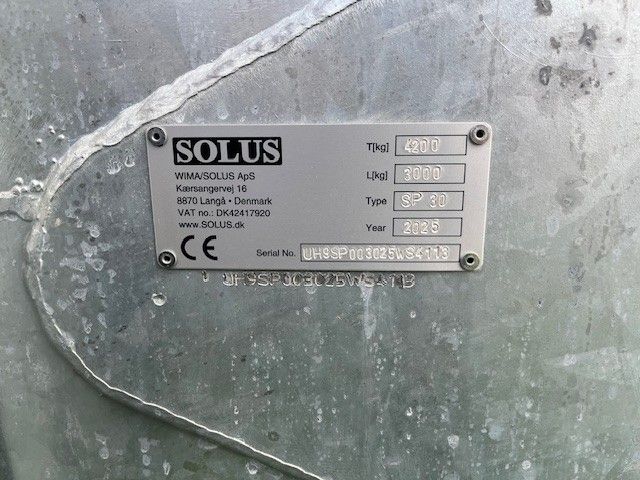 SOLUS
WIMA/SOLUS ApS
Kærsangervej 16
8870 Langå • Denmark
VAT no.: DK42417920
www.SOLUS.dk
CE
T[kg] 4200
L[kg] 3000
Type SP 30
Year 2025
Serial No. UH9SP003025WS4113
UH9SP003025WS4113